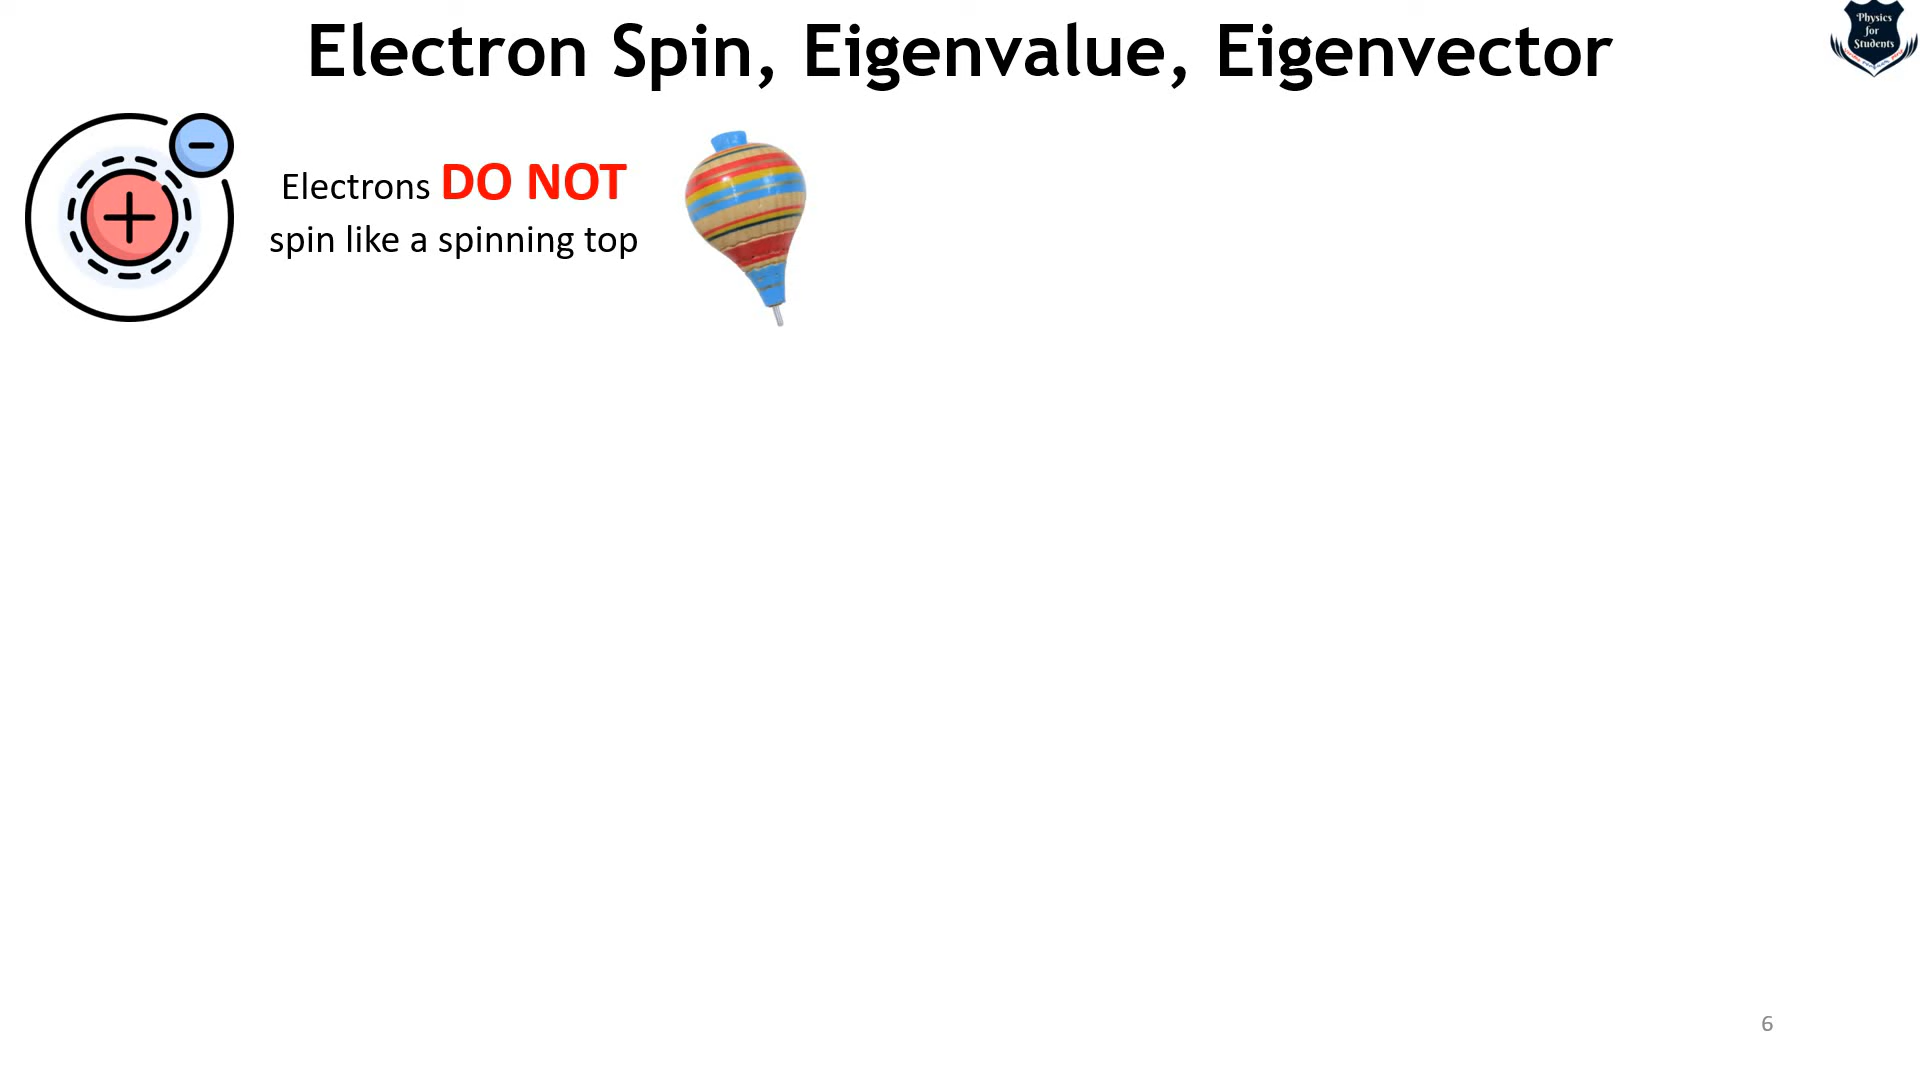 Electron Spin, Eigenvalue, Eigenvector
Physics
for
Students
Electrons DO NOT
spin like a spinning top
6